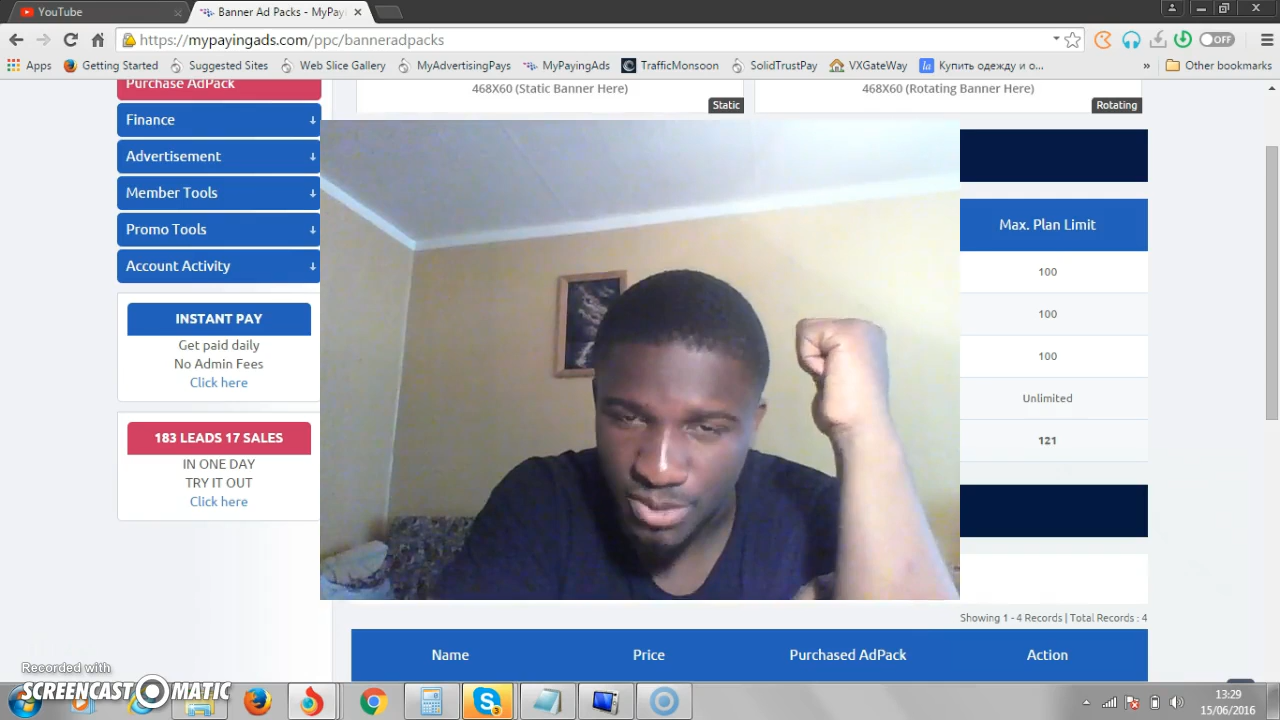 YouTube
Banner Ad Packs - MyPayi
https://mypayingads.com/ppc/banneradpacks
OFF
Apps
Getting Started
Suggested Sites
Web Slice Gallery
MyAdvertisingPays
MyPayingAds
TrafficMonsoon
SolidTrustPay
VXGateWay
la
Купить одежду и о...
»
Other bookmarks
Purchase AdPack
468X60 (Static Banner Here)
468X60 (Rotating Banner Here)
Static
Rotating
Finance
Advertisement
Member Tools
Promo Tools
Account Activity
Max. Plan Limit
100
100
100
Unlimited
121
INSTANT PAY
Get paid daily
No Admin Fees
Click here
183 LEADS 17 SALES
IN ONE DAY
TRY IT OUT
Click here
Showing 1 - 4 Records | Total Records : 4
Name
Price
Purchased AdPack
Action
Recorded with
SCREENCAST-O-MATIC
3
13:29
15/06/2016